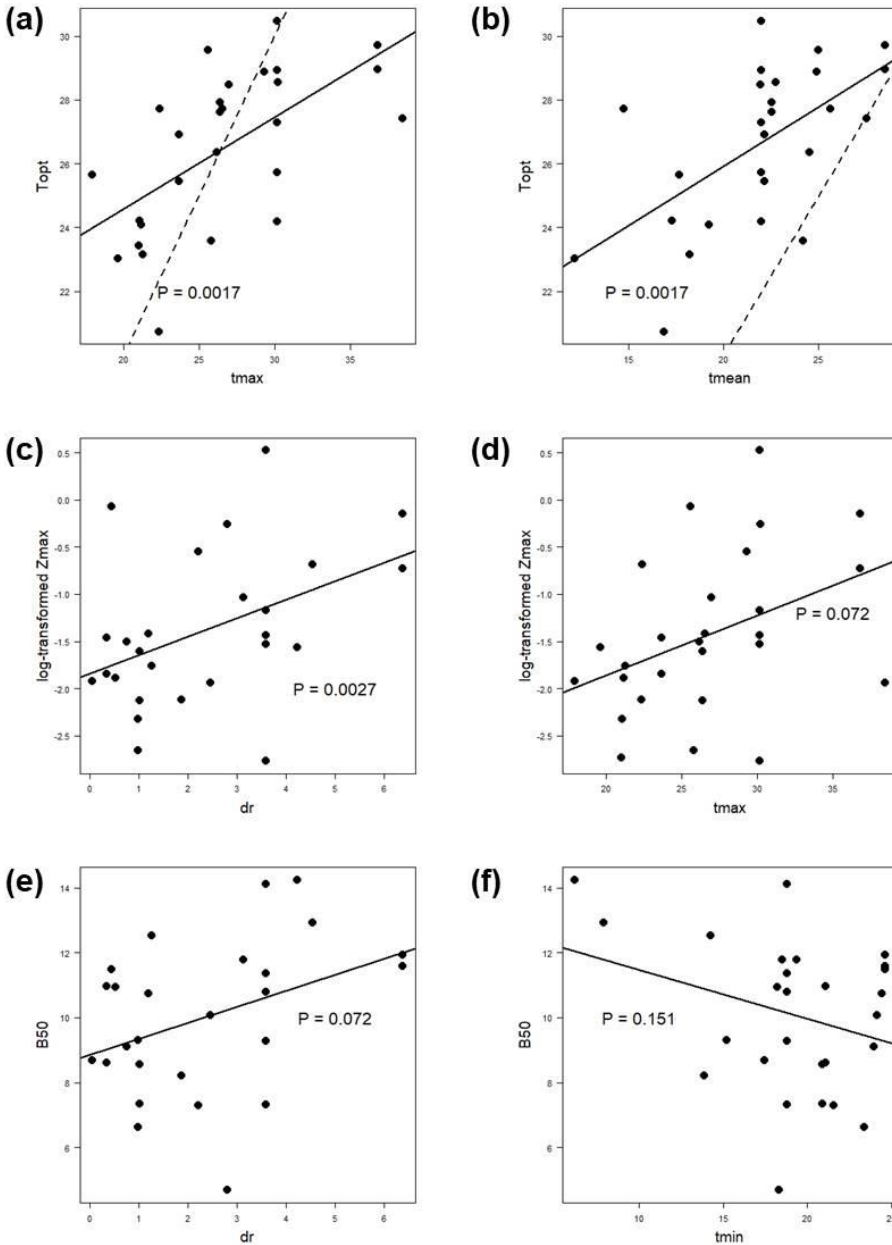 (a)
30
28
26
24
22
Topt
P = 0.0017
20
25
30
35
tmax
(b)
30
28
26
24
22
Topt
P = 0.0017
15
20
25
tmean
(c)
0.5
0.0
-0.5
-1.0
-1.5
-2.0
-2.5
log-transformed Zmax
P = 0.0027
0
1
2
3
4
5
6
dr
(d)
0.5
0.0
-0.5
-1.0
-1.5
-2.0
-2.5
log-transformed Zmax
P = 0.072
20
25
30
35
tmax
(e)
14
12
10
8
6
B50
P = 0.072
0
1
2
3
4
5
6
dr
(f)
14
12
10
8
6
B50
P = 0.151
10
15
20
tmin